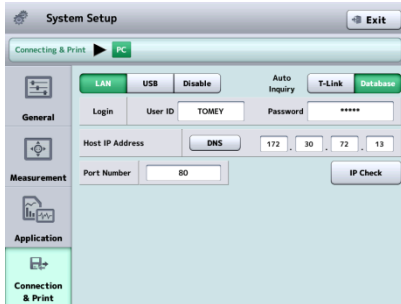 System Setup
Exit
Connecting & Print PC
LAN USB Disable Auto Inquiry T-Link Database
General
Login User ID TOMEY Password *****
Host IP Address DNS 172 . 30 . 72 . 13
Measurement
Port Number 80 IP Check
Application
Connection
& Print